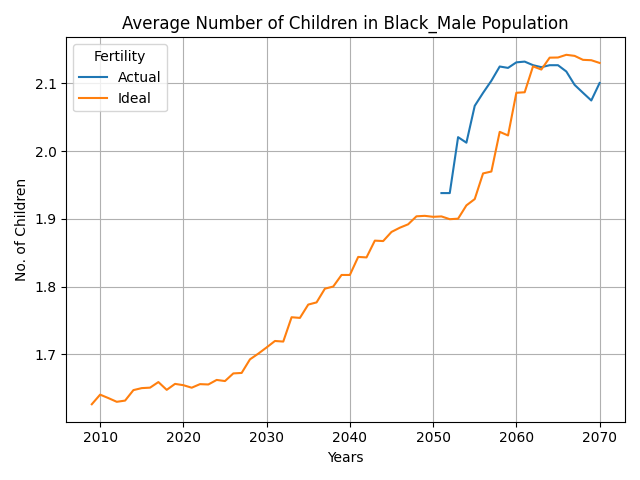 Average Number of Children in Black_Male Population
Fertility
Actual
Ideal
No. of Children
2.1
2.0
1.9
1.8
1.7
2010
2020
2030
2040
2050
2060
2070
Years